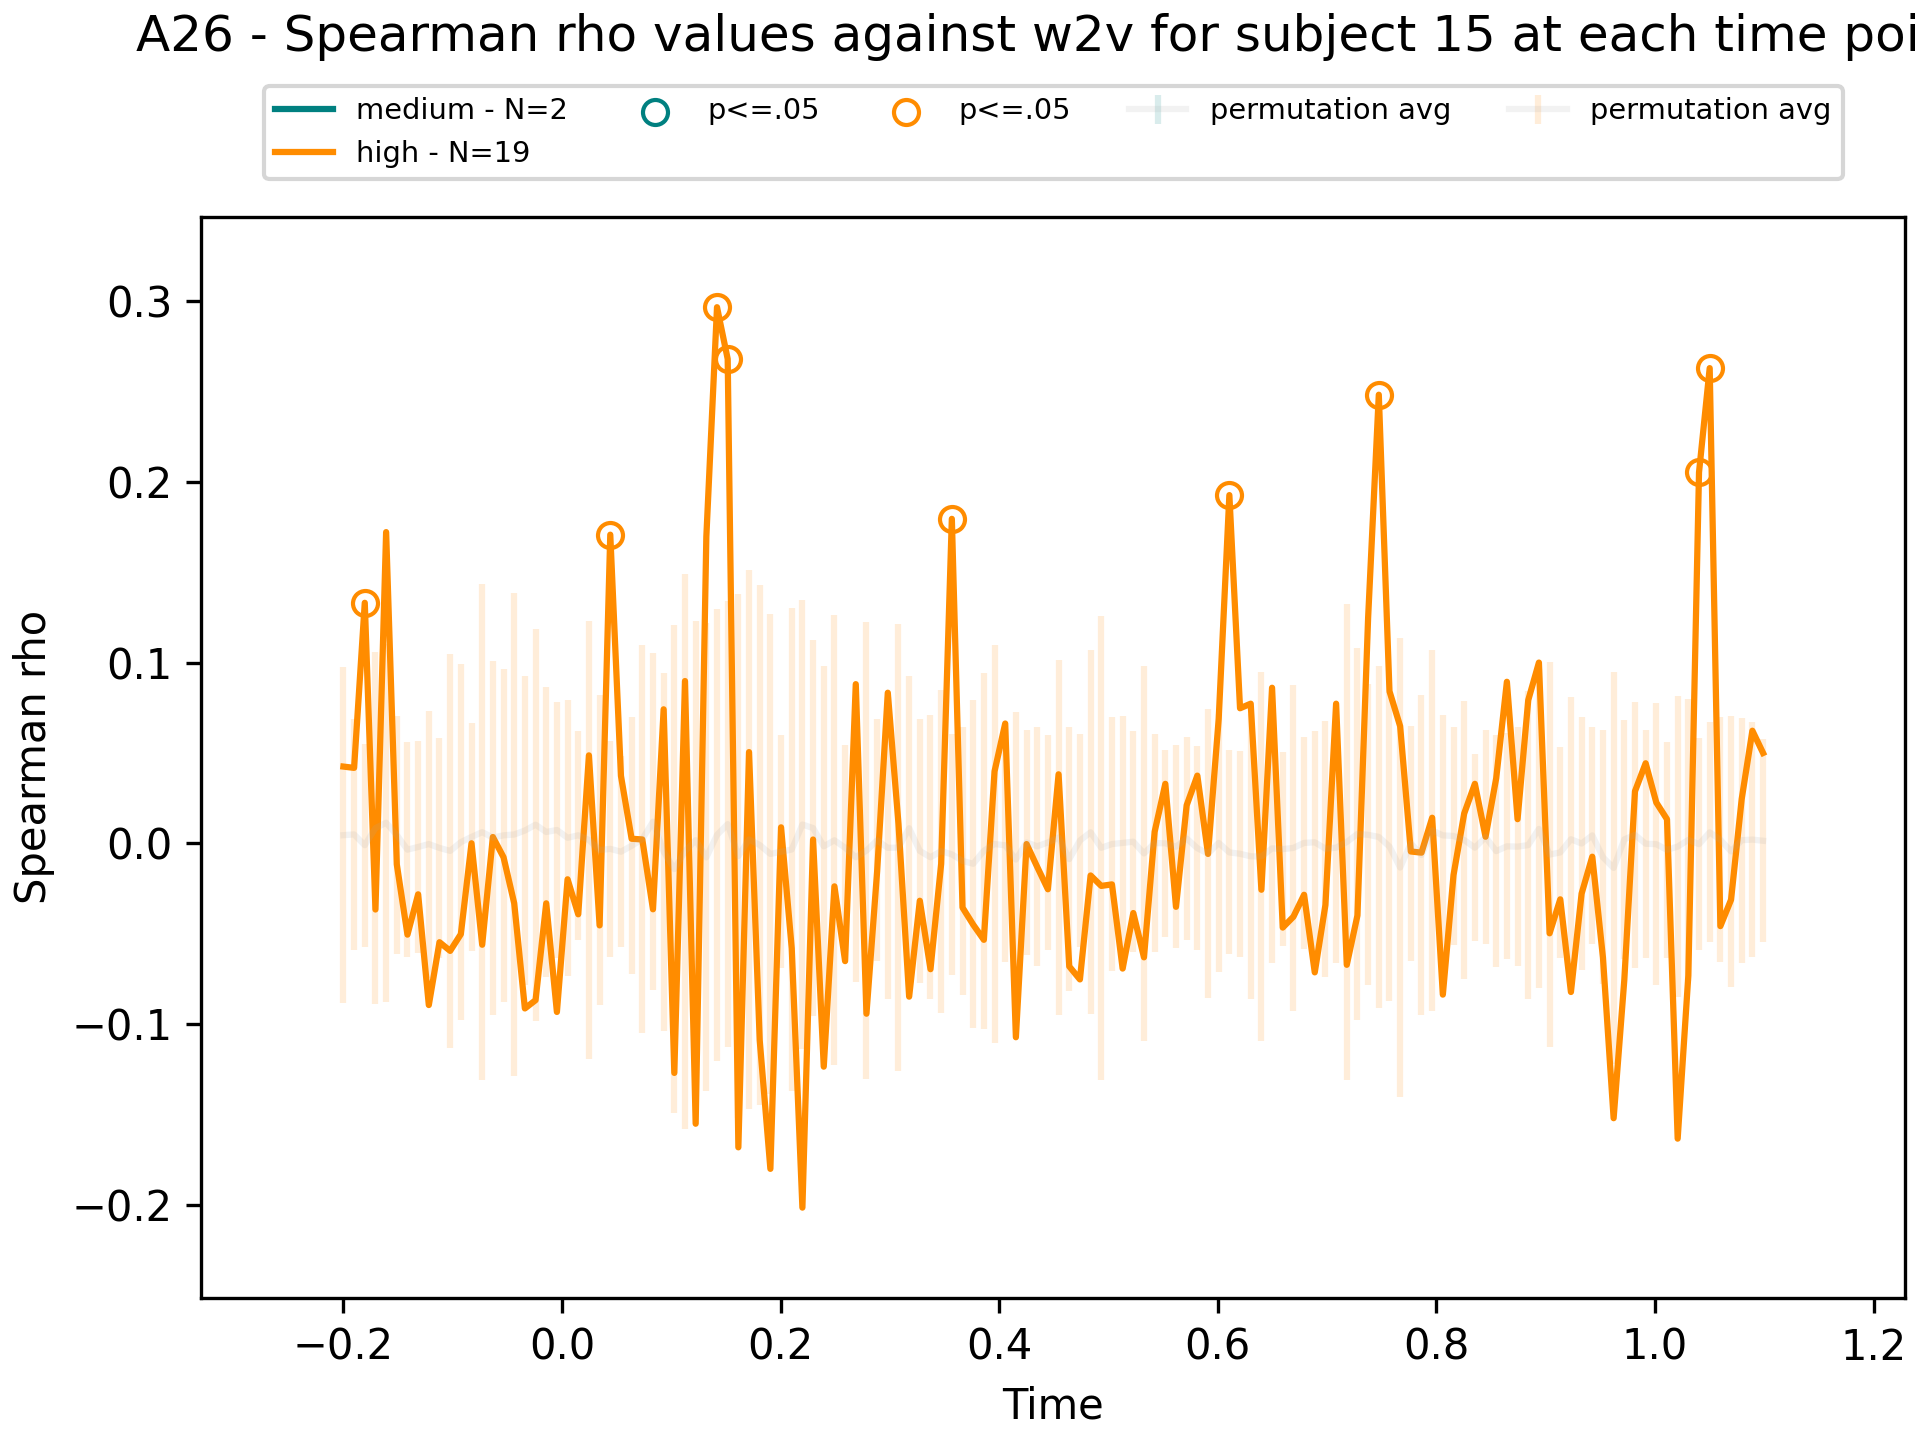 A26 - Spearman rho values against w2v for subject 15 at each time poi
medium - N=2 p<=.05 p<=.05 permutation avg permutation avg
high - N=19
0.3
0.2
0.1
0.0
−0.1
−0.2
Spearman rho
−0.2 0.0 0.2 0.4 0.6 0.8 1.0 1.2
Time